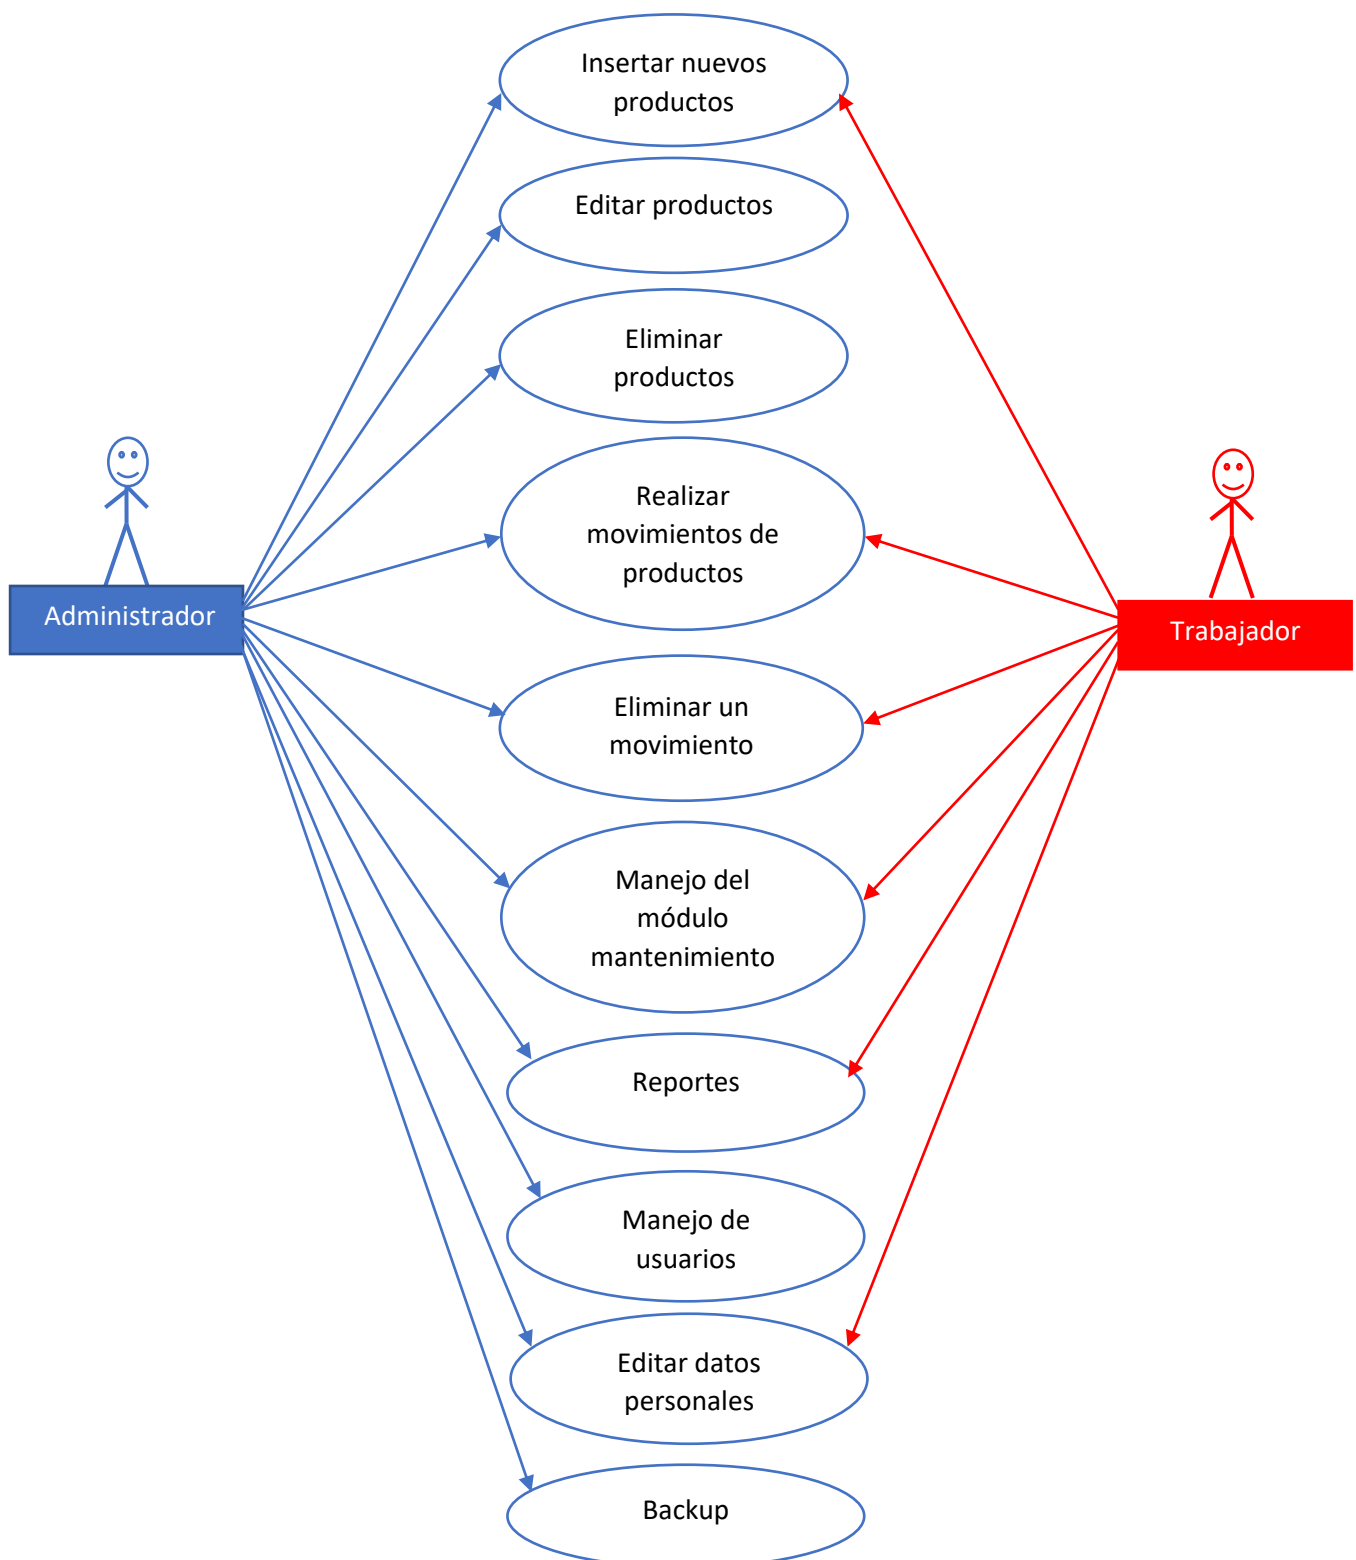 Insertar nuevos
productos
Editar productos
Eliminar
productos
Realizar
movimientos de
productos
Administrador
Trabajador
Eliminar un
movimiento
Manejo del
módulo
mantenimiento
Reportes
Manejo de
usuarios
Editar datos
personales
Backup